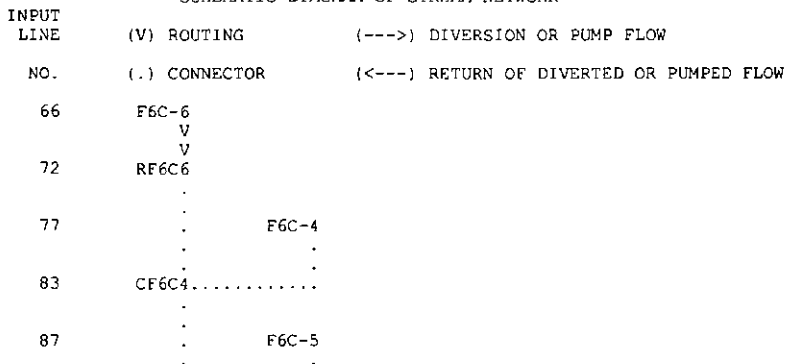 INPUT
LINE (V) ROUTING (--->) DIVERSION OR PUMP FLOW
NO. (.) CONNECTOR (<---) RETURN OF DIVERTED OR PUMPED FLOW
66 F6C-6
V
V
72 RF6C6
.
.
77 . F6C-4
. .
. .
83 CF6C4............
.
.
87 . F6C-5
. .